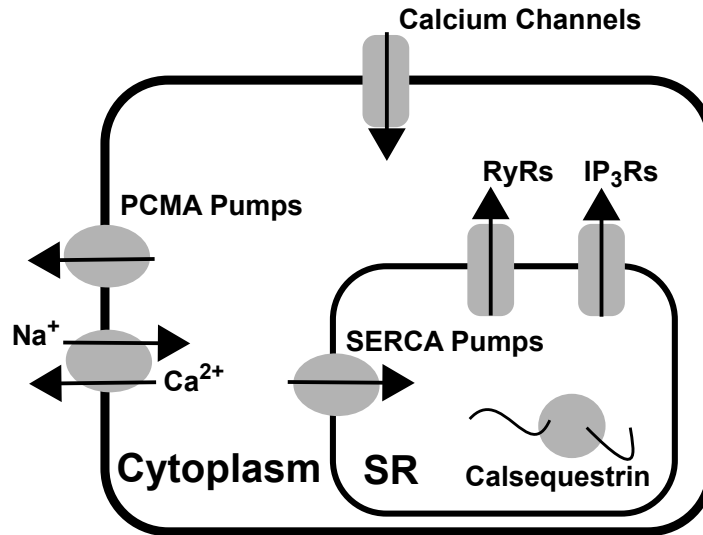 Calcium Channels
RyRs
IP₃Rs
PCMA Pumps
Na⁺
SERCA Pumps
Ca²⁺
Cytoplasm
SR
Calsequestrin